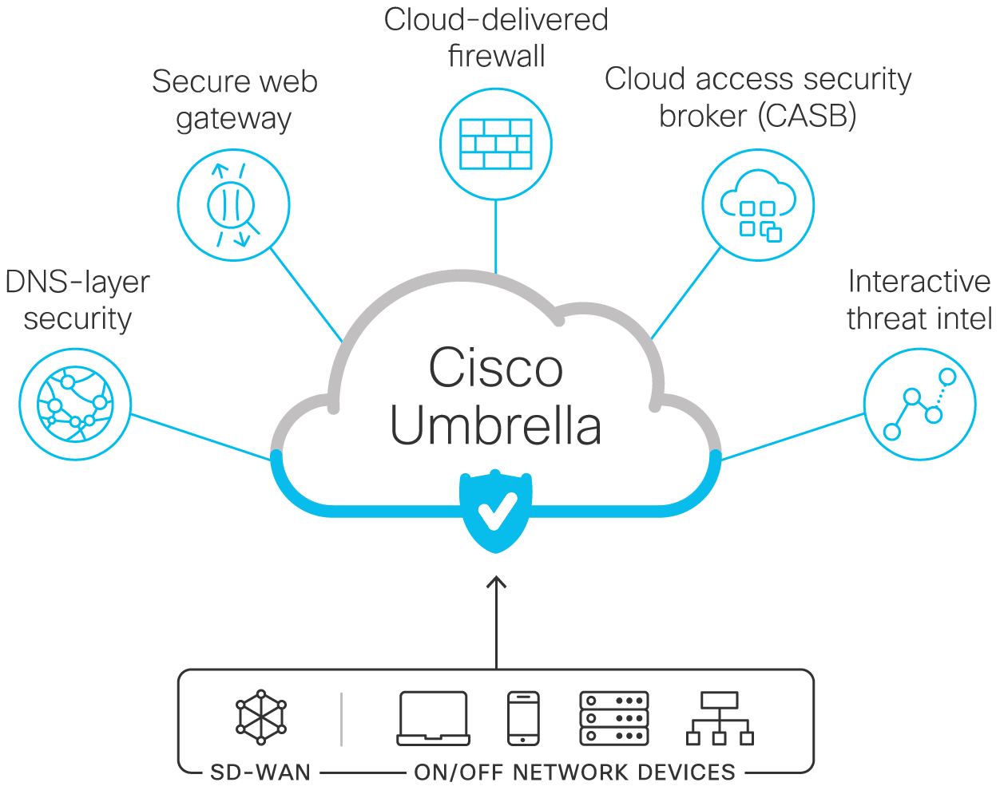 Cloud-delivered
firewall
Secure web
gateway
Cloud access security
broker (CASB)
DNS-layer
security
Interactive
threat intel
Cisco
Umbrella
SD-WAN
ON/OFF NETWORK DEVICES